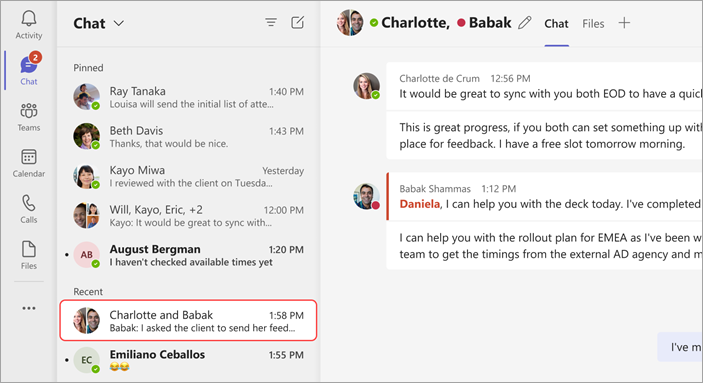 Activity
2
Chat
Teams
Calendar
Calls
Files
Chat
Pinned
Ray Tanaka 1:40 PM
Louisa will send the initial list of atte...
Beth Davis 1:43 PM
Thanks, that would be nice.
Kayo Miwa Yesterday
I reviewed with the client on Tuesda...
Will, Kayo, Eric, +2 12:00 PM
Kayo: It would be great to sync with...
AB August Bergman 1:20 PM
I haven't checked available times yet
Recent
Charlotte and Babak 1:58 PM
Babak: I asked the client to send her feed...
EC Emiliano Ceballos 1:55 PM
😂😂
Charlotte, Babak Chat Files
Charlotte de Crum 12:56 PM
It would be great to sync with you both EOD to have a quic
This is great progress, if you both can set something up with
place for feedback. I have a free slot tomorrow morning.
Babak Shammas 1:12 PM
Daniela, I can help you with the deck today. I've completed
I can help you with the rollout plan for EMEA as I've been w
team to get the timings from the external AD agency and m
I've m